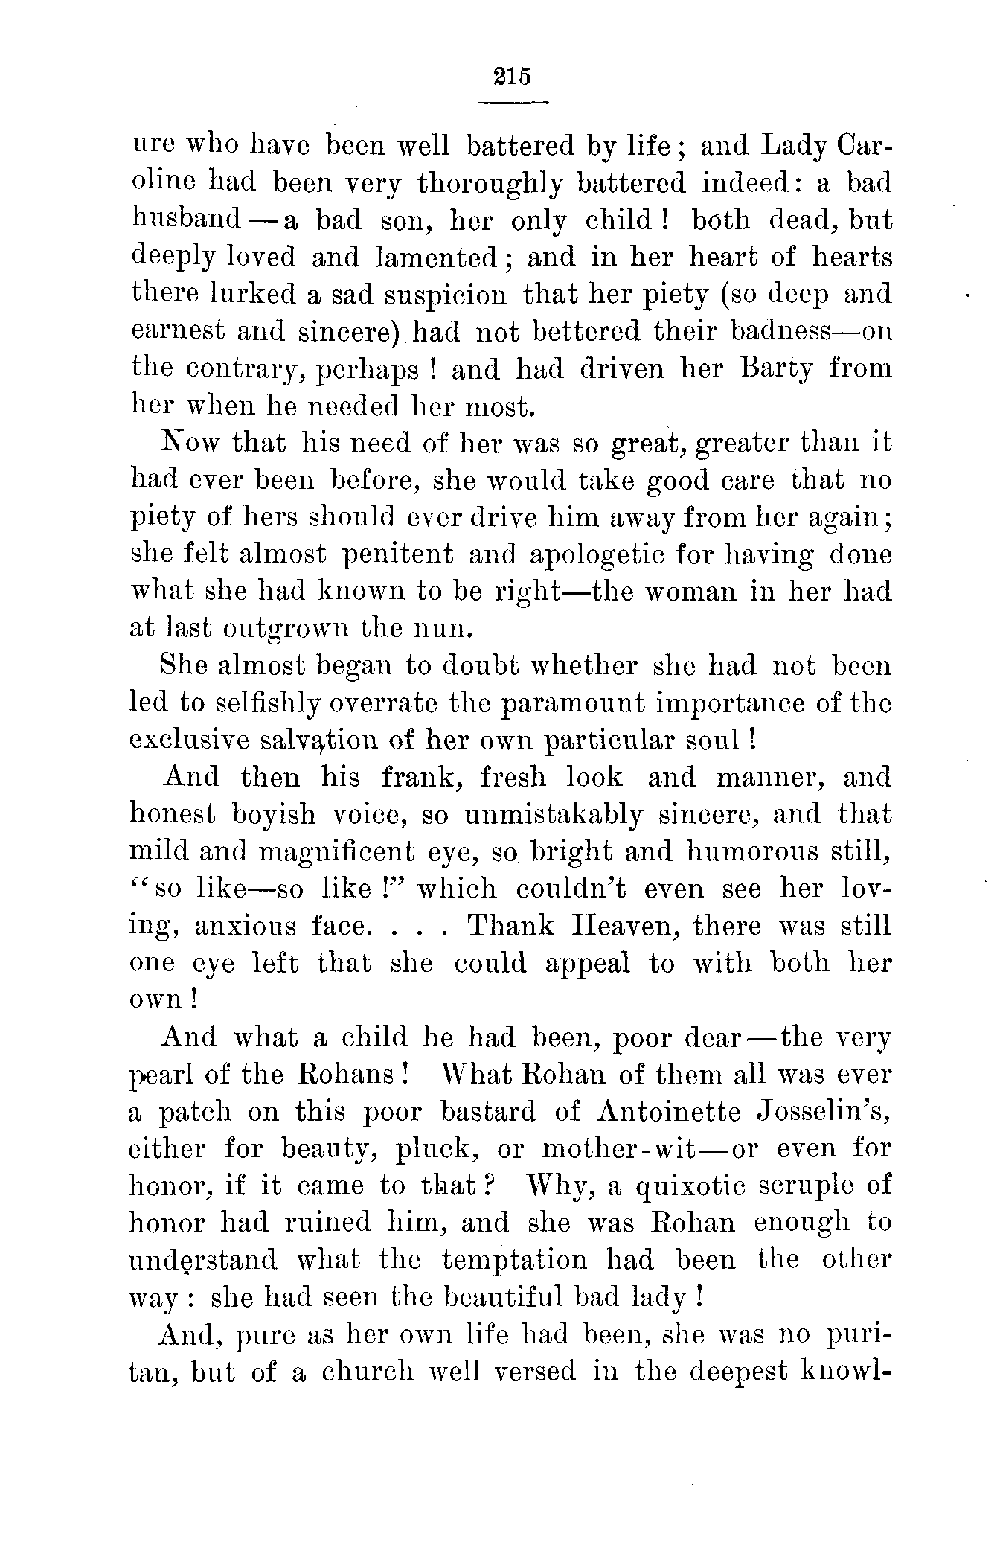 215
ure who have been well battered by life; and Lady Car-
oline had been very thoroughly battered indeed: a bad
husband—a bad son, her only child! both dead, but
deeply loved and lamented; and in her heart of hearts
there lurked a sad suspicion that her piety (so deep and
earnest and sincere) had not bettered their badness—on
the contrary, perhaps! and had driven her Barty from
her when he needed her most.
Now that his need of her was so great, greater than it
had ever been before, she would take good care that no
piety of hers should ever drive him away from her again;
she felt almost penitent and apologetic for having done
what she had known to be right—the woman in her had
at last outgrown the nun.
She almost began to doubt whether she had not been
led to selfishly overrate the paramount importance of the
exclusive salvation of her own particular soul!
And then his frank, fresh look and manner, and
honest boyish voice, so unmistakably sincere, and that
mild and magnificent eye, so bright and humorous still,
“so like—so like!” which couldn't even see her lov-
ing, anxious face. . . . Thank Heaven, there was still
one eye left that she could appeal to with both her
own!
And what a child he had been, poor dear—the very
pearl of the Rohans! What Rohan of them all was ever
a patch on this poor bastard of Antoinette Josselin's,
either for beauty, pluck, or mother-wit—or even for
honor, if it came to that? Why, a quixotic scruple of
honor had ruined him, and she was Rohan enough to
understand what the temptation had been the other
way: she had seen the beautiful bad lady!
And, pure as her own life had been, she was no puri-
tan, but of a church well versed in the deepest knowl-